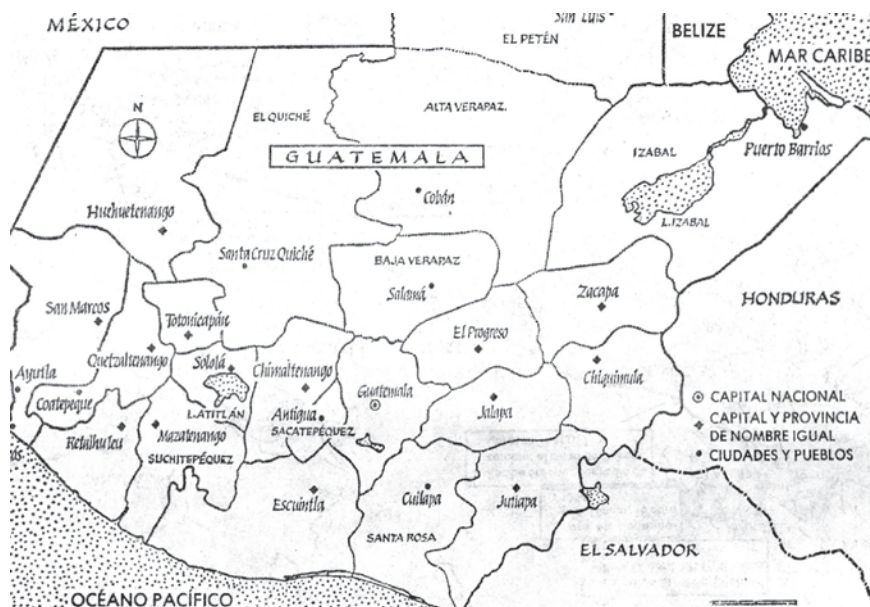 MÉXICO
San Luis
EL PETÉN
BELIZE
MAR CARIBE
N
EL QUICHÉ
ALTA VERAPAZ.
GUATEMALA
IZABAL
Puerto Barrios
Cobán
Huehuetenango
L.IZABAL
Santa Cruz Quiché
BAJA VERAPAZ
Salamá
Zacapa
HONDURAS
San Marcos
Totonicapán
El Progreso
Quetzaltenango
Sololá
Chimaltenango
Chiquimula
Ayutla
Coatepeque
Guatemala
L.ATITLÁN
Antigua
Jalapa
SACATEPÉQUEZ
Retalhuleu
Mazatenango
SUCHITEPÉQUEZ
CAPITAL NACIONAL
CAPITAL Y PROVINCIA
DE NOMBRE IGUAL
CIUDADES Y PUEBLOS
Escuintla
Cuilapa
Jutiapa
SANTA ROSA
EL SALVADOR
OCÉANO PACÍFICO